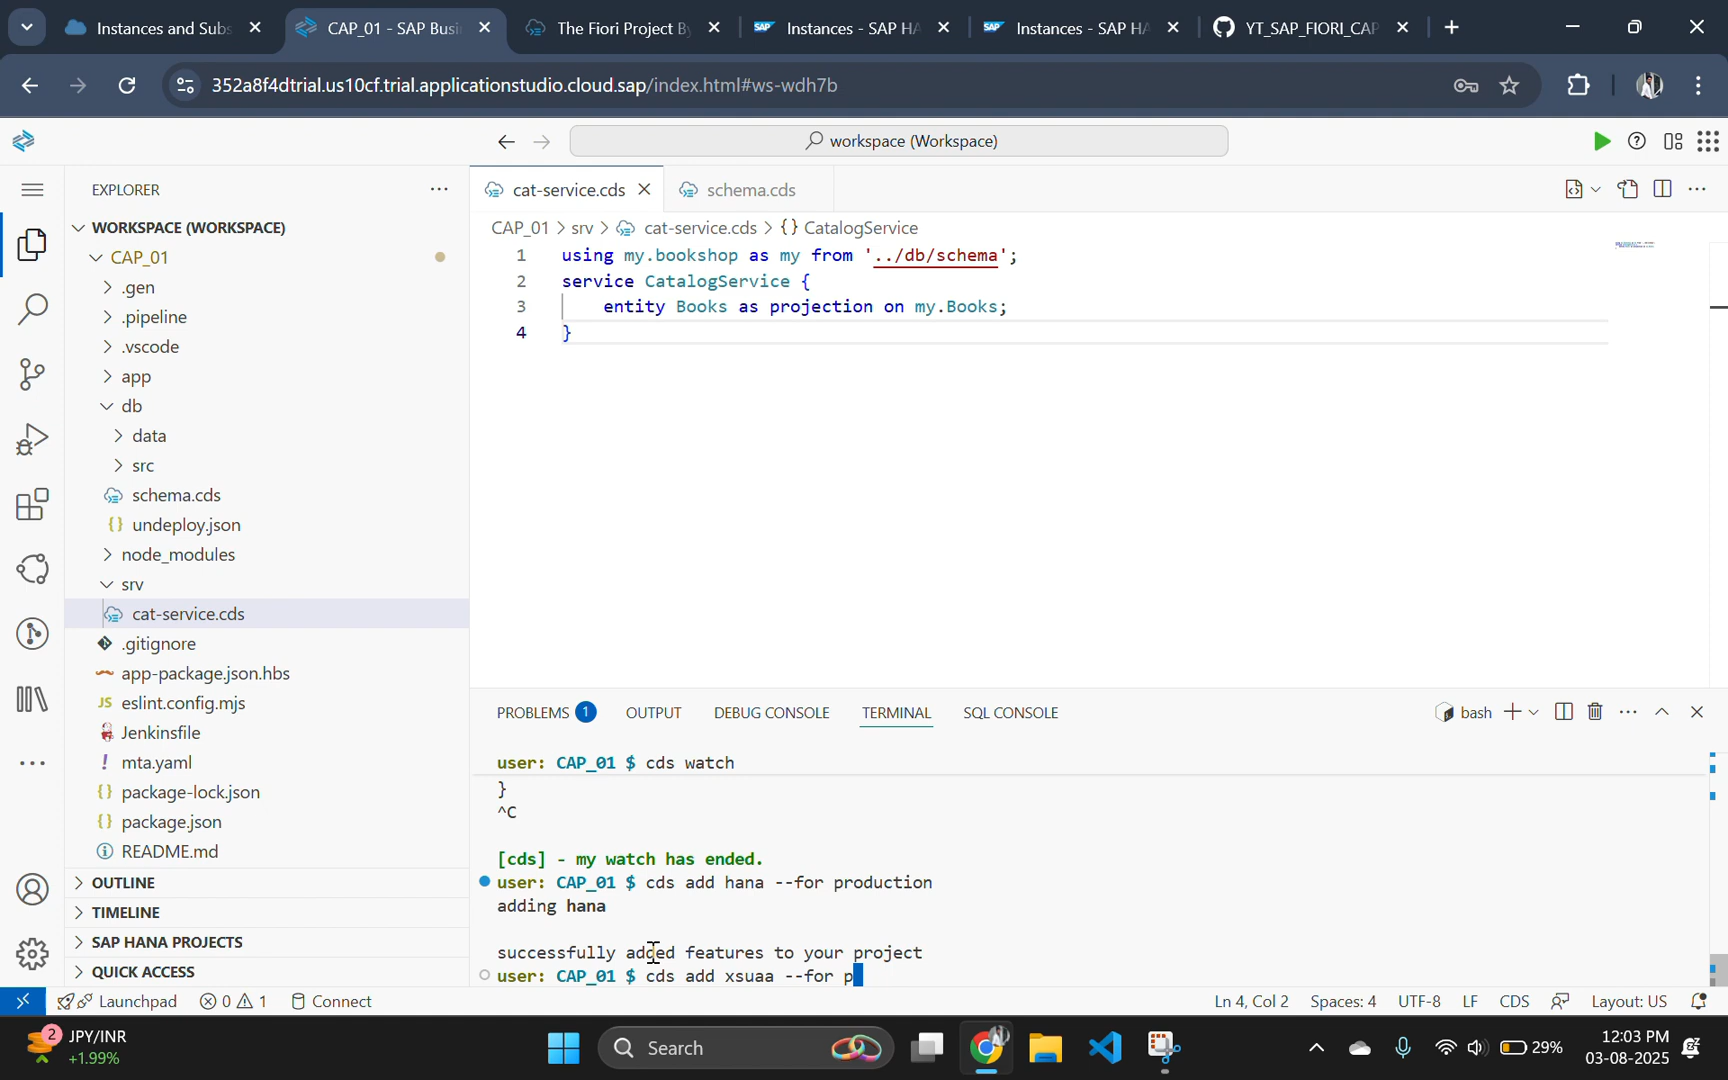 Instances and Subs
CAP_01 - SAP Busi
The Fiori Project By
Instances - SAP HA
Instances - SAP HA
YT_SAP_FIORI_CAP
352a8f4dtrial.us10cf.trial.applicationstudio.cloud.sap/index.html#ws-wdh7b
workspace (Workspace)
EXPLORER
WORKSPACE (WORKSPACE)
CAP_01
.gen
.pipeline
.vscode
app
db
data
src
schema.cds
undeploy.json
node_modules
srv
cat-service.cds
.gitignore
app-package.json.hbs
eslint.config.mjs
Jenkinsfile
mta.yaml
package-lock.json
package.json
README.md
OUTLINE
TIMELINE
SAP HANA PROJECTS
QUICK ACCESS
cat-service.cds
schema.cds
CAP_01 > srv > cat-service.cds > {} CatalogService
1 using my.bookshop as my from '../db/schema';
2 service CatalogService {
3 entity Books as projection on my.Books;
4 }
PROBLEMS 1 OUTPUT DEBUG CONSOLE TERMINAL SQL CONSOLE
bash
user: CAP_01 $ cds watch
}
^C
[cds] - my watch has ended.
user: CAP_01 $ cds add hana --for production
adding hana
successfully added features to your project
user: CAP_01 $ cds add xsuaa --for p
Launchpad 0 1 Connect
Ln 4, Col 2 Spaces: 4 UTF-8 LF CDS Layout: US
2
JPY/INR
+1.99%
Search
29%
12:03 PM
03-08-2025